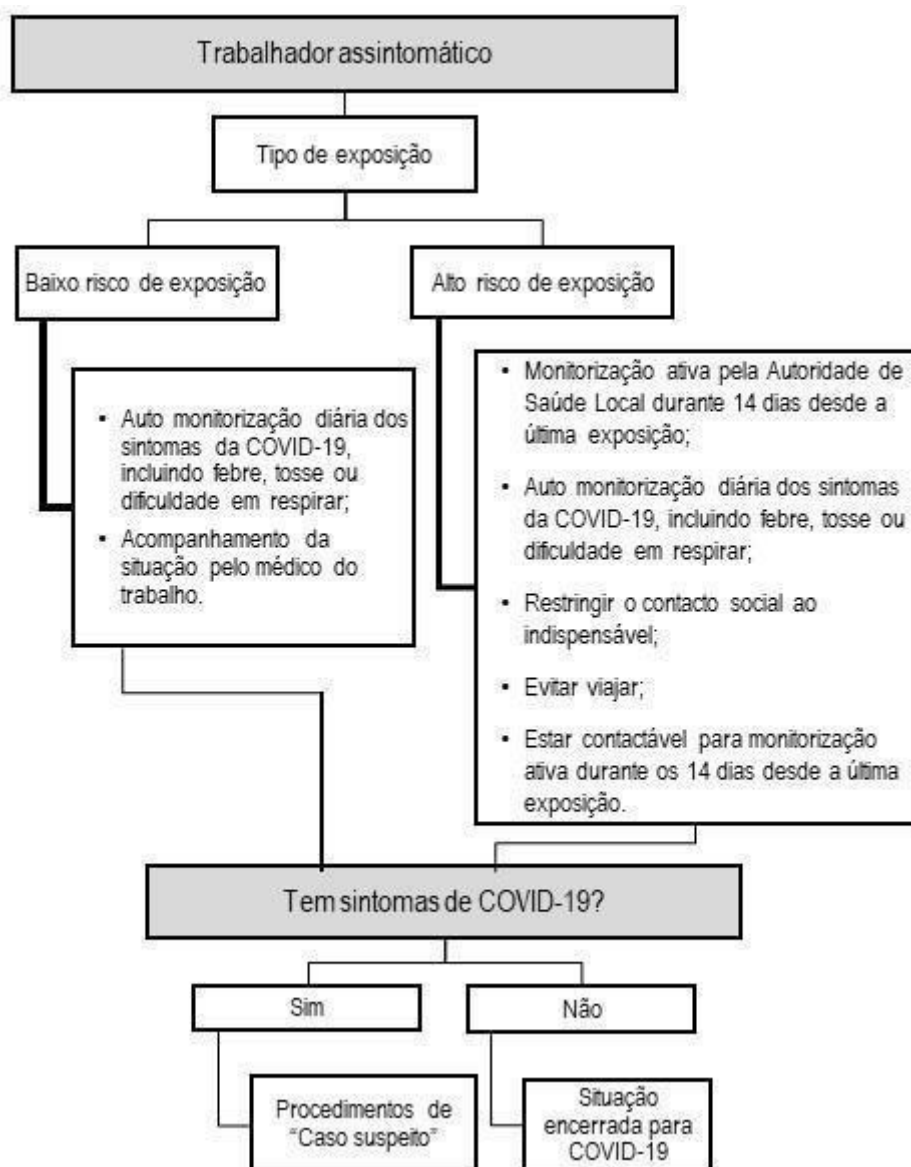 Trabalhador assintomático
Tipo de exposição
Baixo risco de exposição
Alto risco de exposição
• Auto monitorização diária dos
sintomas da COVID-19,
incluindo febre, tosse ou
dificuldade em respirar;
• Acompanhamento da
situação pelo médico do
trabalho.
• Monitorização ativa pela Autoridade de
Saúde Local durante 14 dias desde a
última exposição;
• Auto monitorização diária dos sintomas
da COVID-19, incluindo febre, tosse ou
dificuldade em respirar;
• Restringir o contacto social ao
indispensável;
• Evitar viajar;
• Estar contactável para monitorização
ativa durante os 14 dias desde a última
exposição.
Tem sintomas de COVID-19?
Sim
Não
Procedimentos de
“Caso suspeito”
Situação
encerrada para
COVID-19